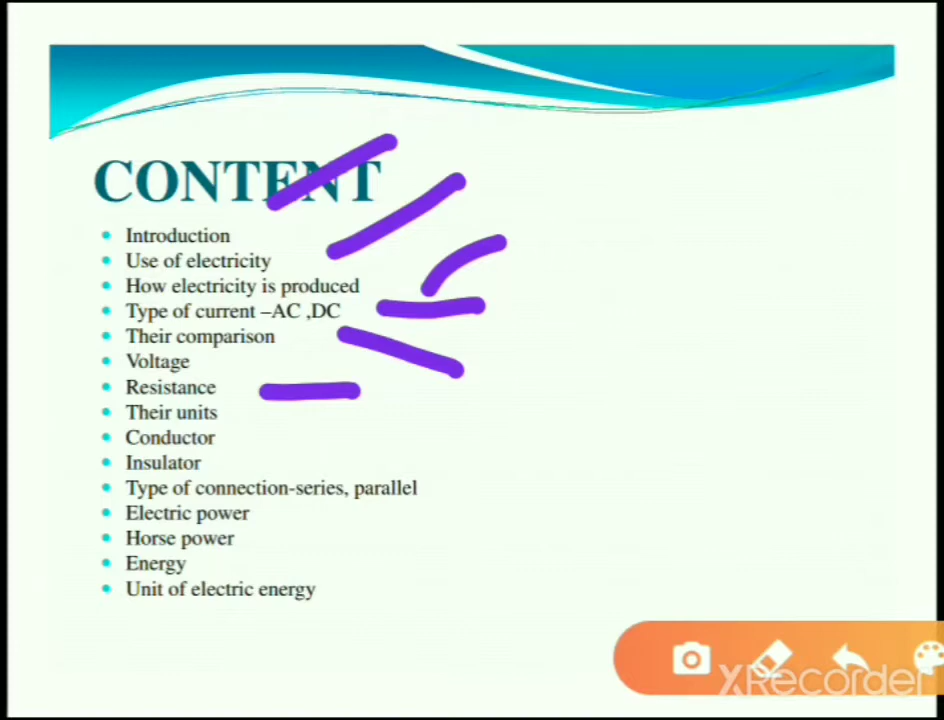 CONTENT
Introduction
Use of electricity
How electricity is produced
Type of current –AC ,DC
Their comparison
Voltage
Resistance
Their units
Conductor
Insulator
Type of connection-series, parallel
Electric power
Horse power
Energy
Unit of electric energy
XRecorder